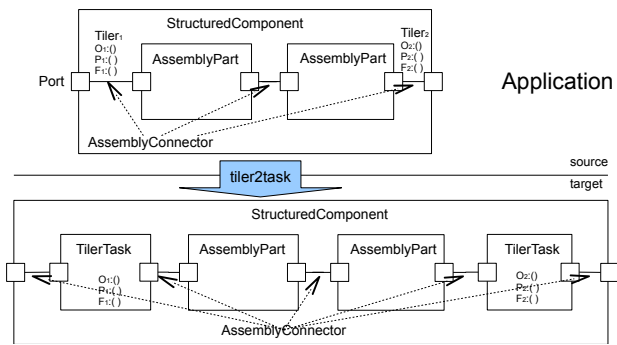 StructuredComponent
Tiler₁
O₁:()
P₁:( )
F₁:( )
Tiler₂
O₂:()
P₂:( )
F₂:( )
AssemblyPart
AssemblyPart
Port
Application
AssemblyConnector
source
tiler2task
target
StructuredComponent
TilerTask
AssemblyPart
AssemblyPart
TilerTask
O₁:()
P₁:( )
F₁:( )
O₂:()
P₂:( )
F₂:( )
AssemblyConnector